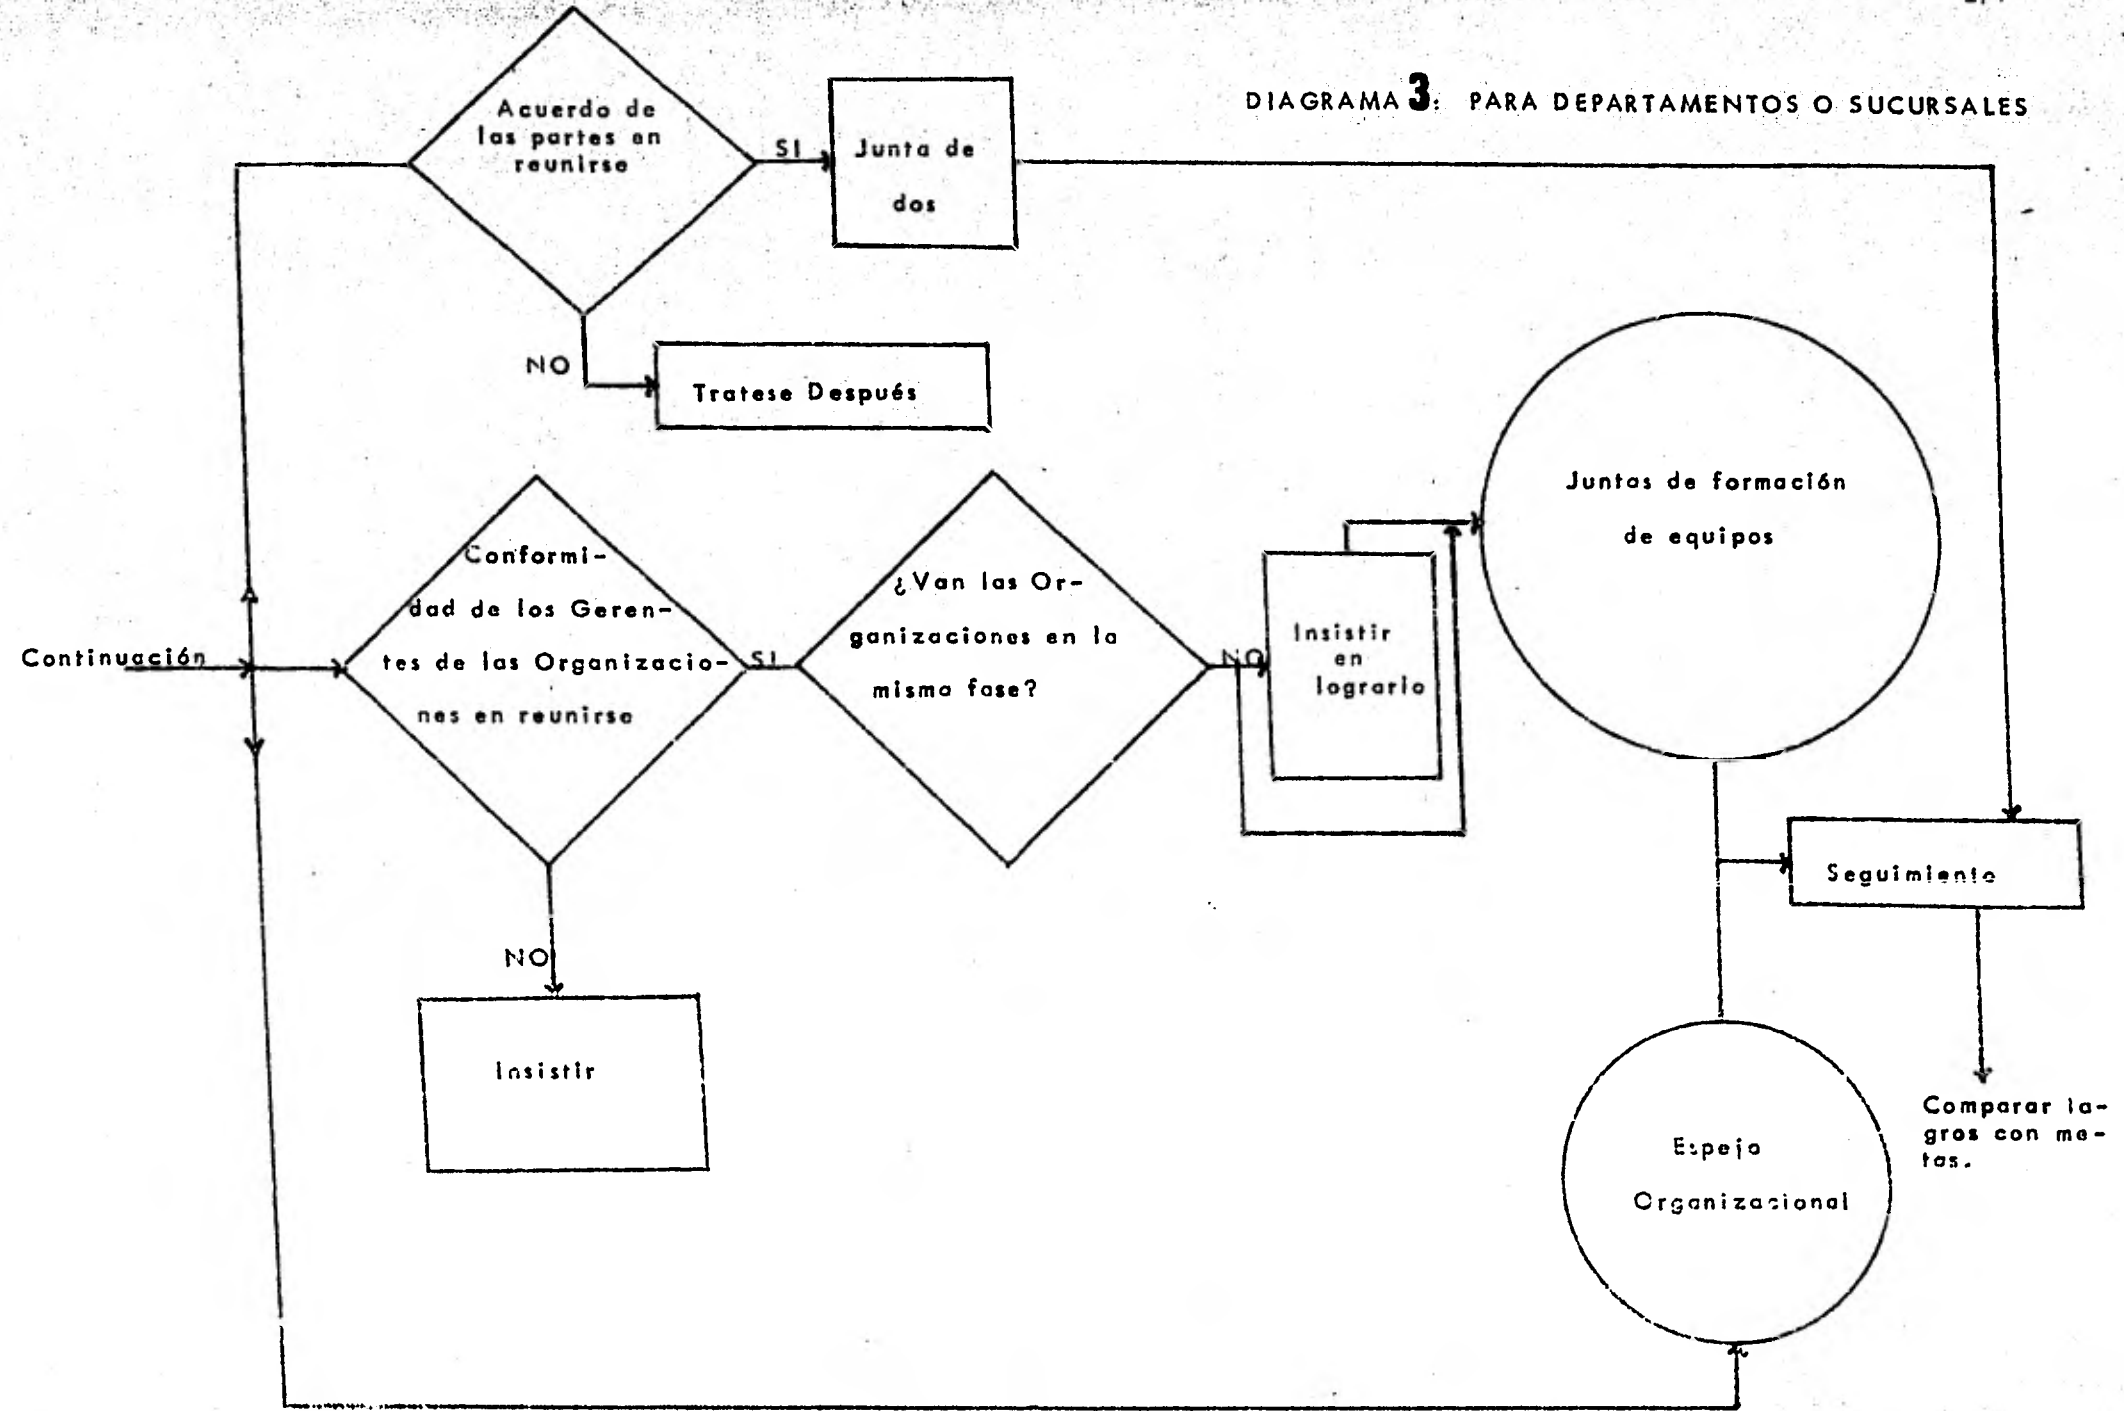 DIAGRAMA 3: PARA DEPARTAMENTOS O SUCURSALES
Acuerdo de
las partes en
reunirse
SI
Junta de
dos
NO
Tratese Después
Continuación
Conformi-
dad de los Geren-
tes de las Organizacio-
nes en reunirse
SI
¿Van las Or-
ganizaciones en la
misma fase?
NO
Insistir
en
lograrlo
Juntas de formación
de equipos
Seguimiento
NO
Insistir
Espejo
Organizacional
Comparar lo-
gros con me-
tas.